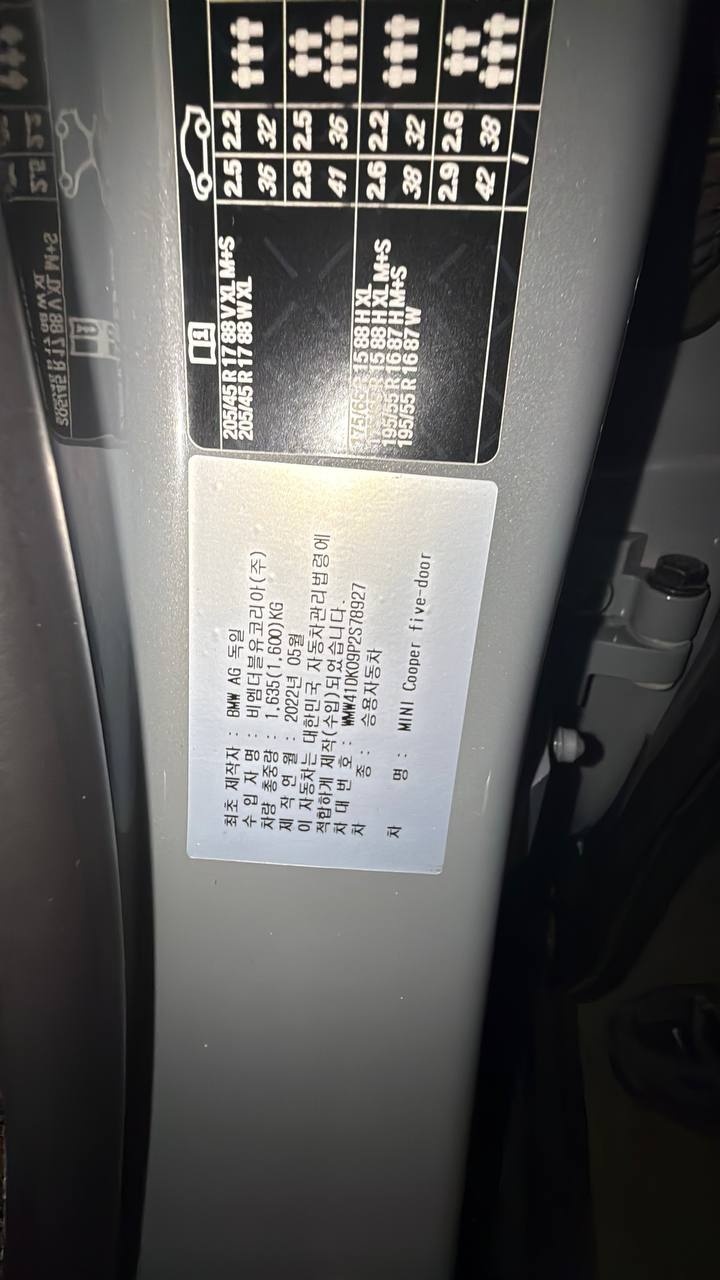 2.2 2.5 2.2 2.6
32 36 32 38
2.5 2.8 2.6 2.9
36 41 38 42
/
205/45 R 17 88 V XL M+S
205/45 R 17 88 W XL
175/65 R 15 88 H XL
15 88 H XL M+S
195/55 R 16 87 H M+S
195/55 R 16 87 W
최초 제작자 : BMW AG 독일
수 입 자 명 : 비엠더블유코리아(주)
차량 총중량 : 1,635(1,600)KG
제 작 연 월 : 2022년 05월
이 자동차는 대한민국 자동차관리법령에
적합하게 제작(수입)되었습니다.
차 대 번 호 : WMW41DK09P2S78927
차 종 : 승용자동차
차 명 : MINI Cooper five-door